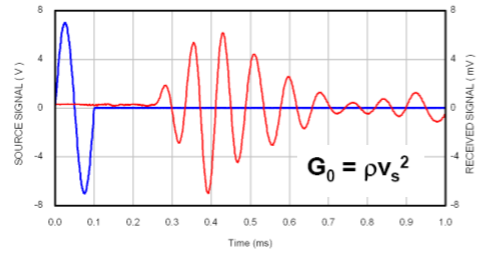 8
4
0
-4
-8
SOURCE SIGNAL ( V )
8
4
0
-4
-8
RECEIVED SIGNAL ( mV )
G₀ = ρvₛ²
0.0 0.1 0.2 0.3 0.4 0.5 0.6 0.7 0.8 0.9 1.0
Time (ms)